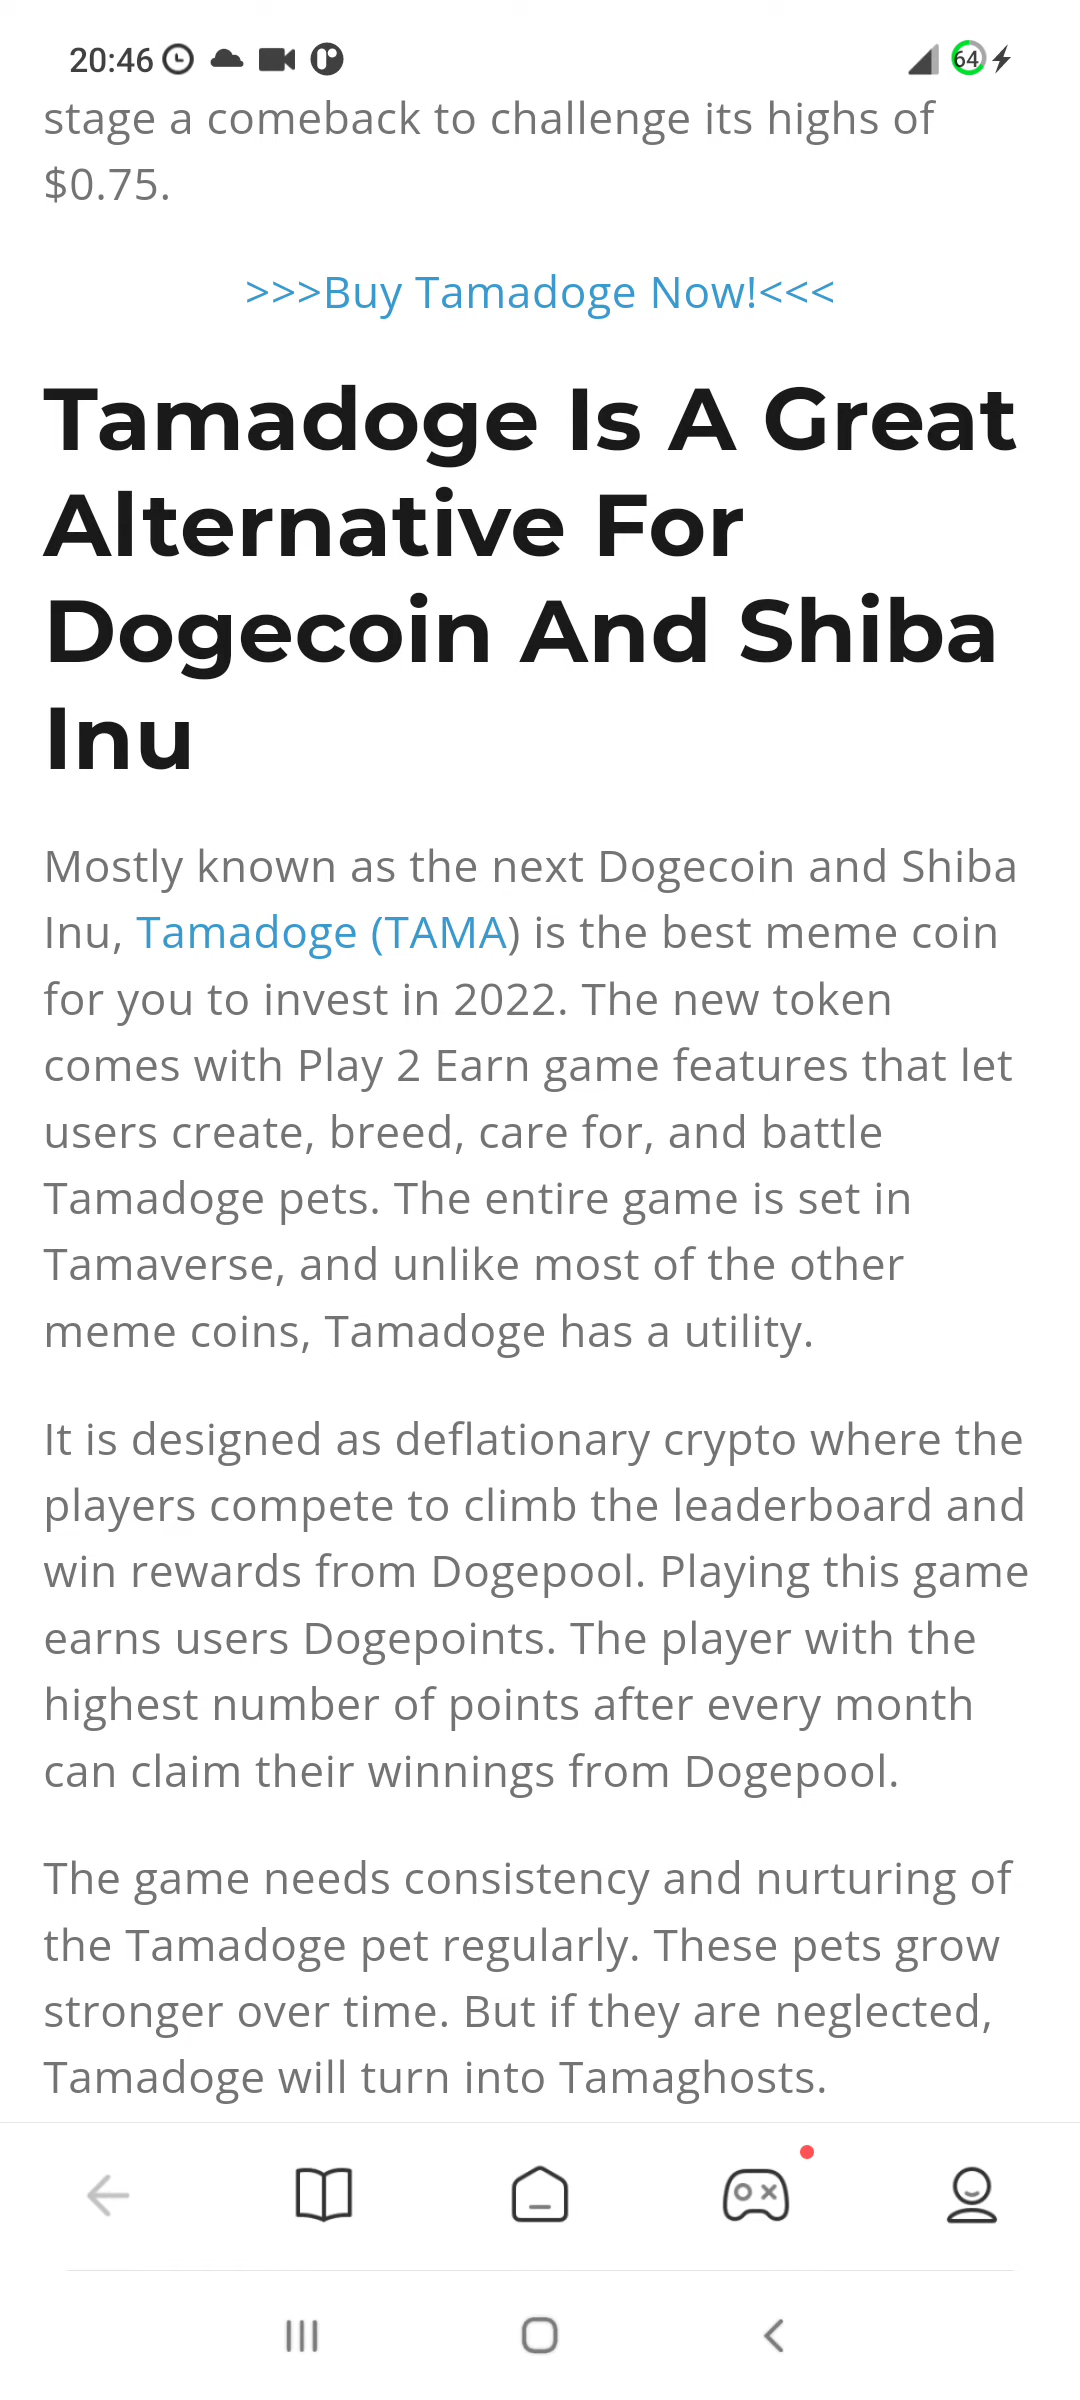 20:46
64
stage a comeback to challenge its highs of
$0.75.
>>>Buy Tamadoge Now!<<<
Tamadoge Is A Great
Alternative For
Dogecoin And Shiba
Inu
Mostly known as the next Dogecoin and Shiba
Inu, Tamadoge (TAMA) is the best meme coin
for you to invest in 2022. The new token
comes with Play 2 Earn game features that let
users create, breed, care for, and battle
Tamadoge pets. The entire game is set in
Tamaverse, and unlike most of the other
meme coins, Tamadoge has a utility.
It is designed as deflationary crypto where the
players compete to climb the leaderboard and
win rewards from Dogepool. Playing this game
earns users Dogepoints. The player with the
highest number of points after every month
can claim their winnings from Dogepool.
The game needs consistency and nurturing of
the Tamadoge pet regularly. These pets grow
stronger over time. But if they are neglected,
Tamadoge will turn into Tamaghosts.